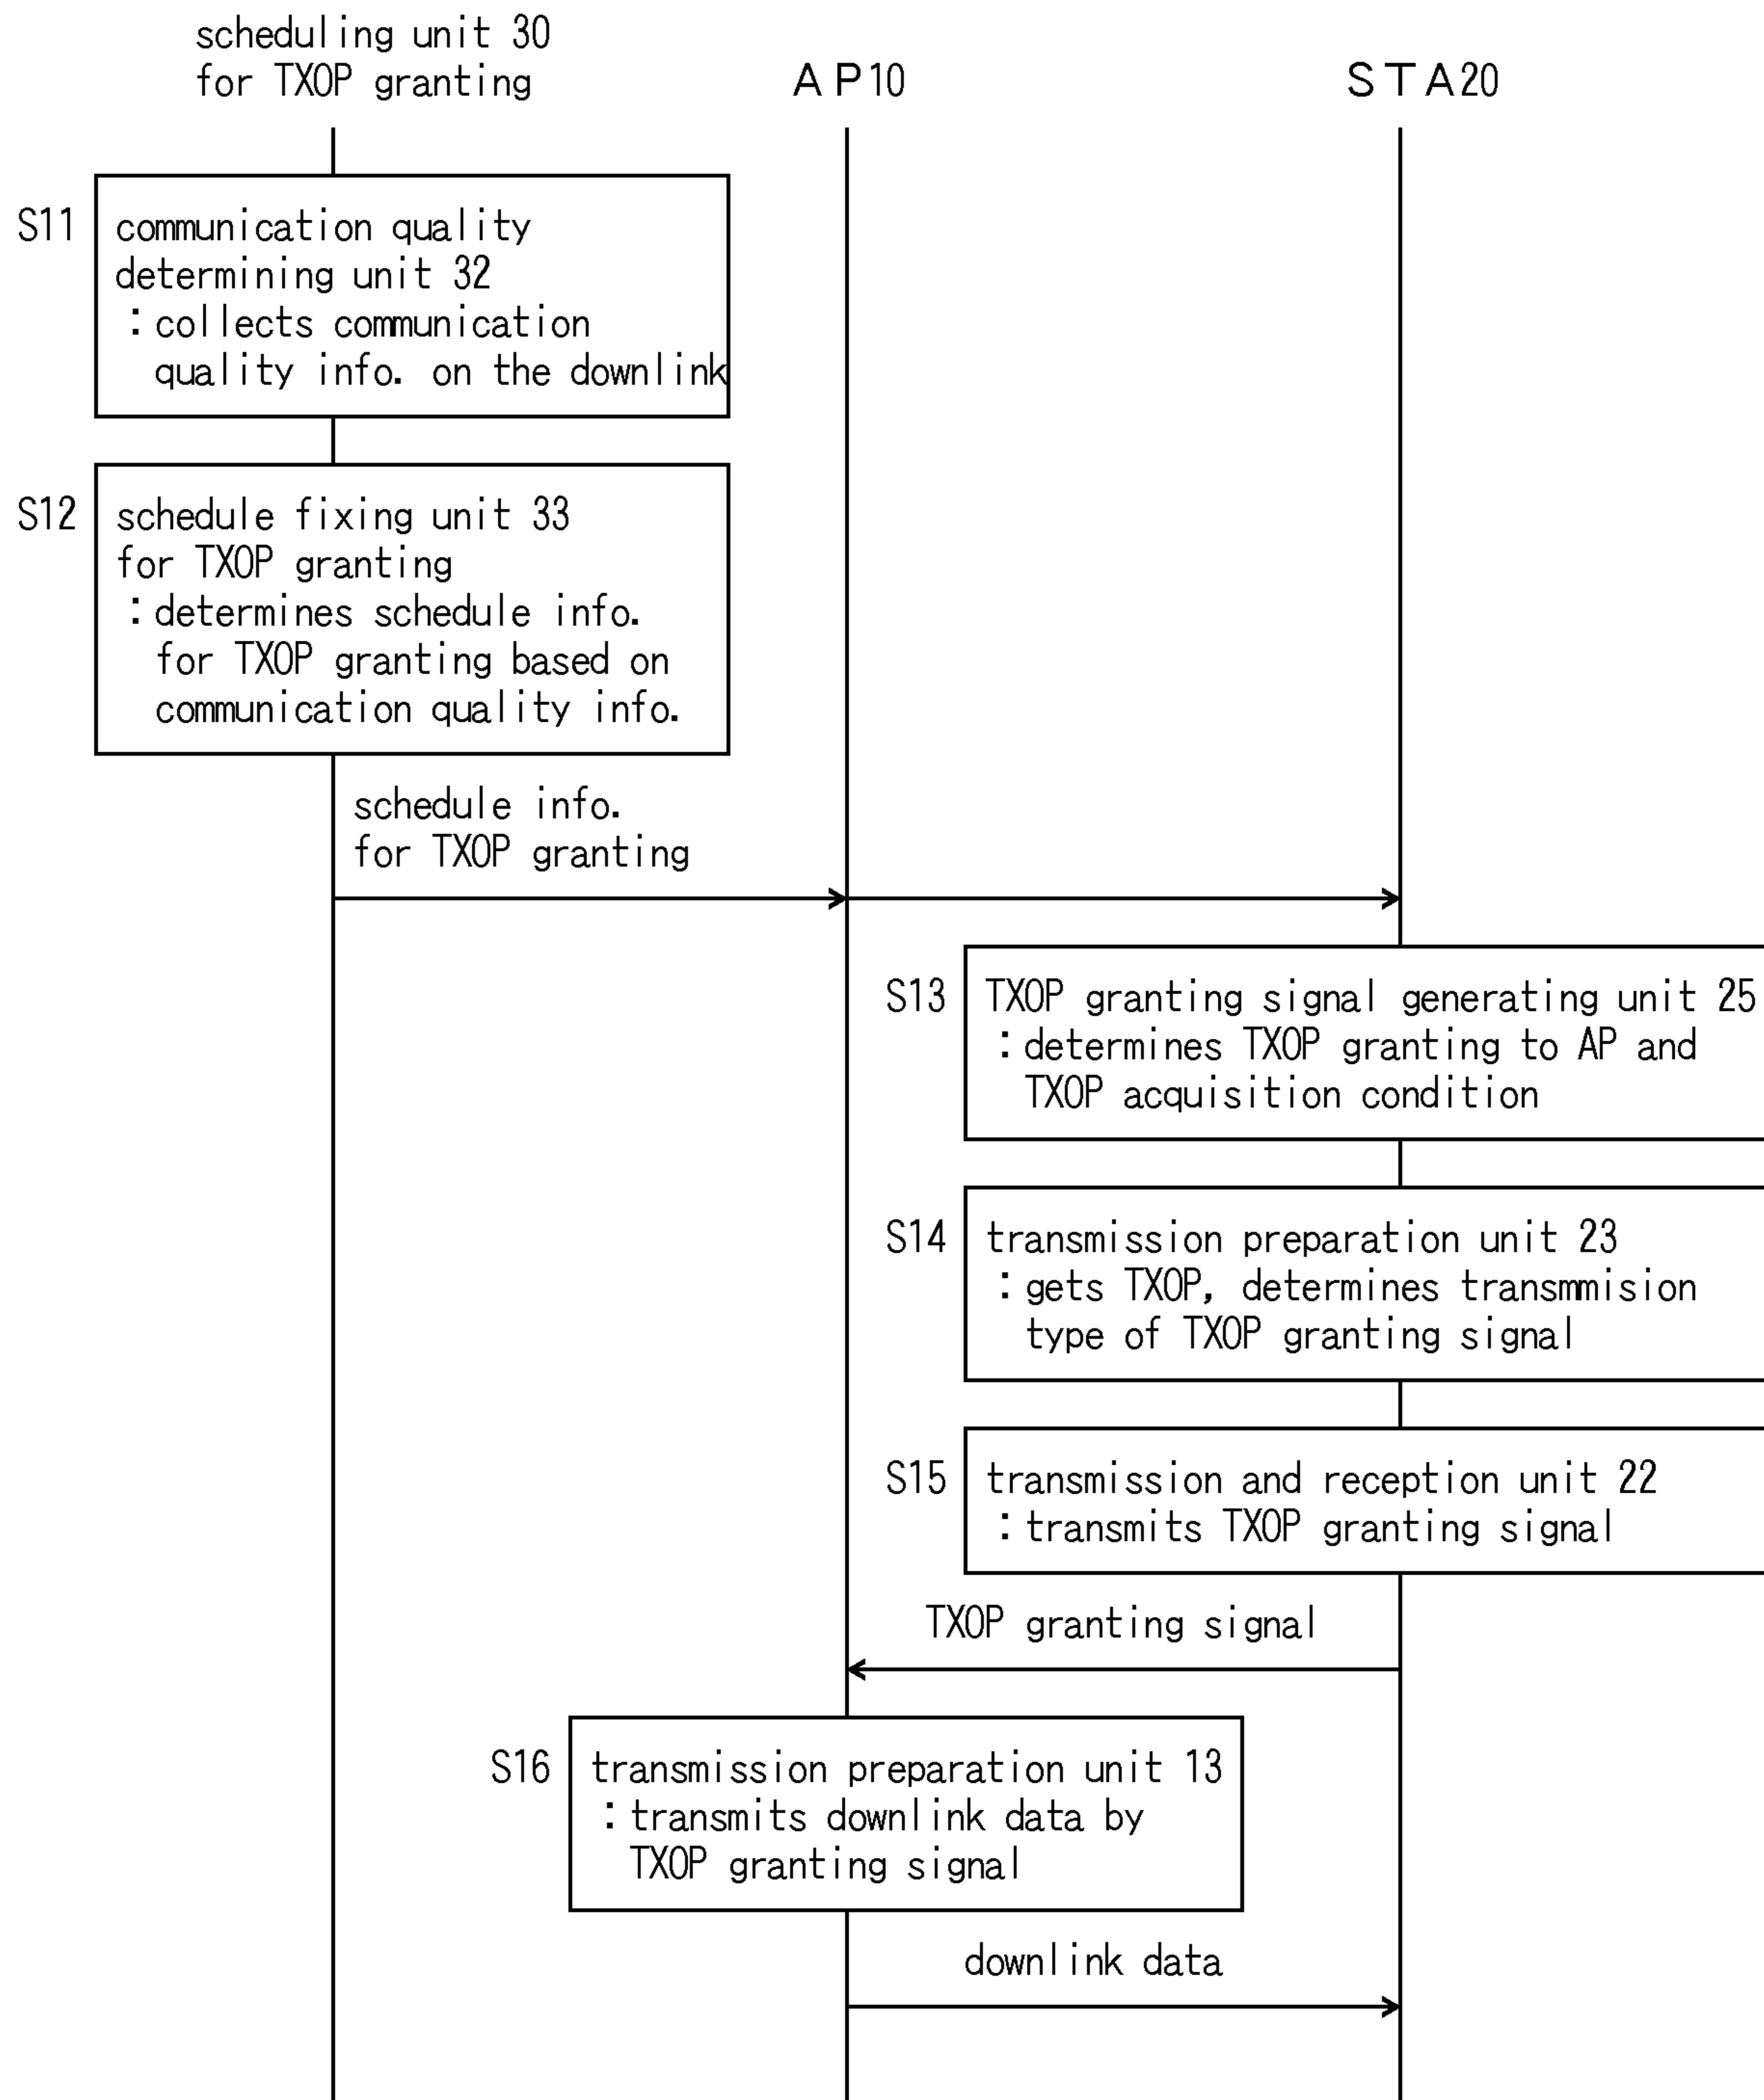 scheduling unit 30
for TXOP granting
AP10
STA20
S11
communication quality
determining unit 32
:collects communication
quality info. on the downlink
S12
schedule fixing unit 33
for TXOP granting
:determines schedule info.
for TXOP granting based on
communication quality info.
schedule info.
for TXOP granting
S13
TXOP granting signal generating unit 25
:determines TXOP granting to AP and
TXOP acquisition condition
S14
transmission preparation unit 23
:gets TXOP, determines transmmision
type of TXOP granting signal
S15
transmission and reception unit 22
:transmits TXOP granting signal
TXOP granting signal
S16
transmission preparation unit 13
:transmits downlink data by
TXOP granting signal
downlink data